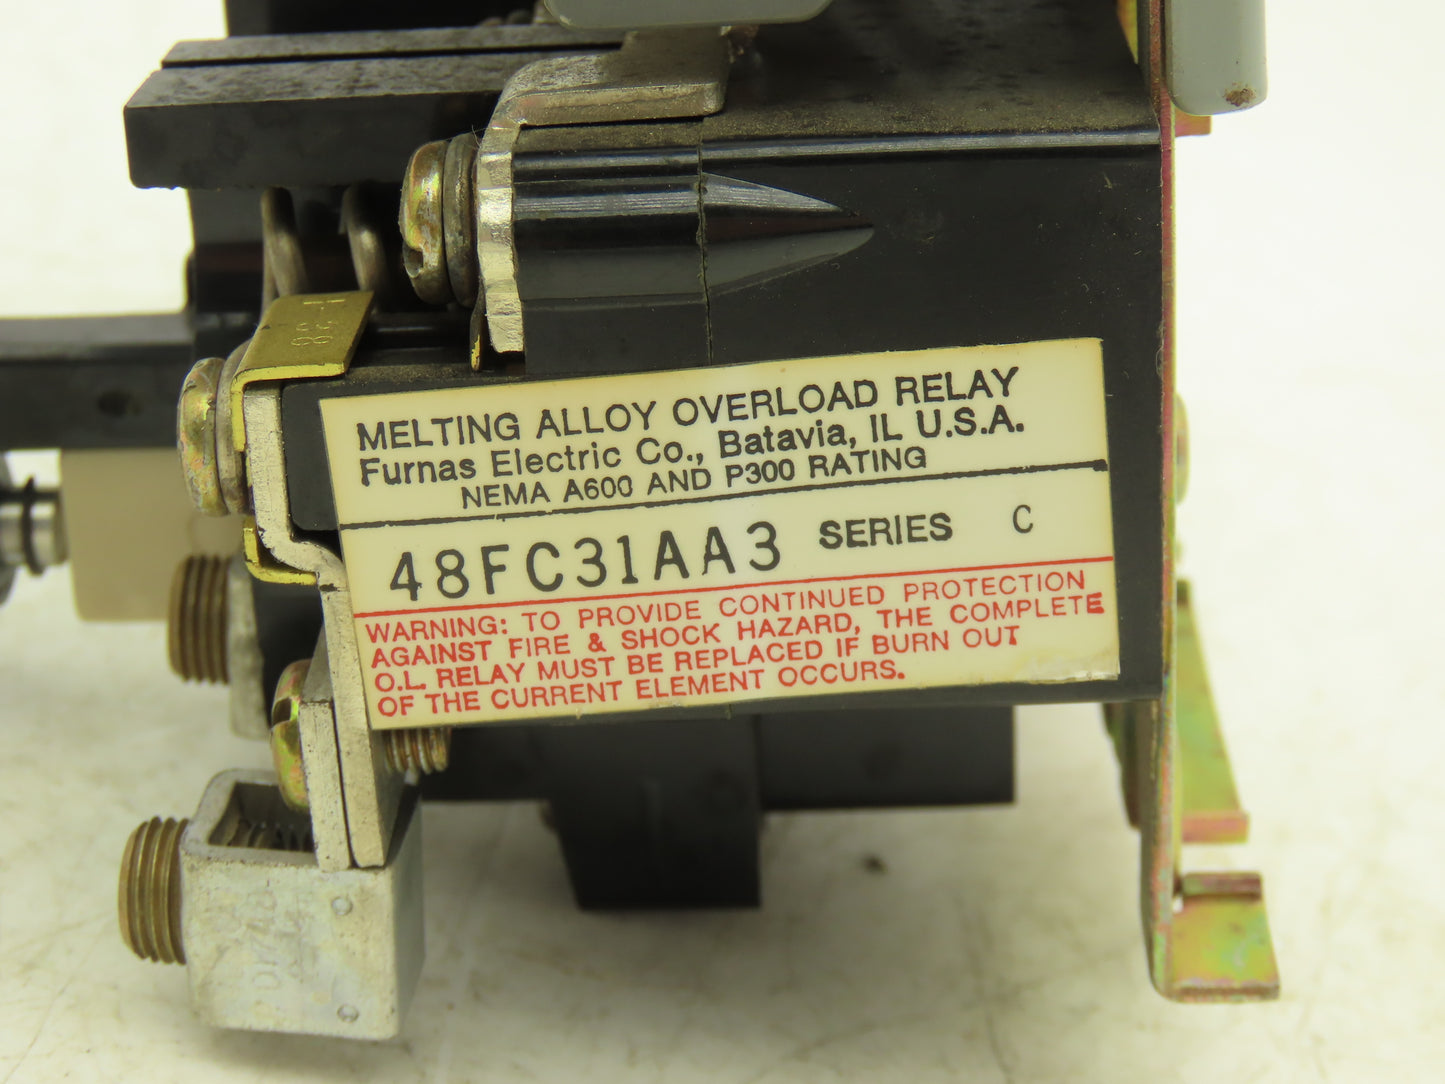 H38
MELTING ALLOY OVERLOAD RELAY
Furnas Electric Co., Batavia, IL U.S.A.
NEMA A600 AND P300 RATING
48FC31AA3 SERIES C
WARNING: TO PROVIDE CONTINUED PROTECTION
AGAINST FIRE & SHOCK HAZARD, THE COMPLETE
O.L. RELAY MUST BE REPLACED IF BURN OUT
OF THE CURRENT ELEMENT OCCURS.